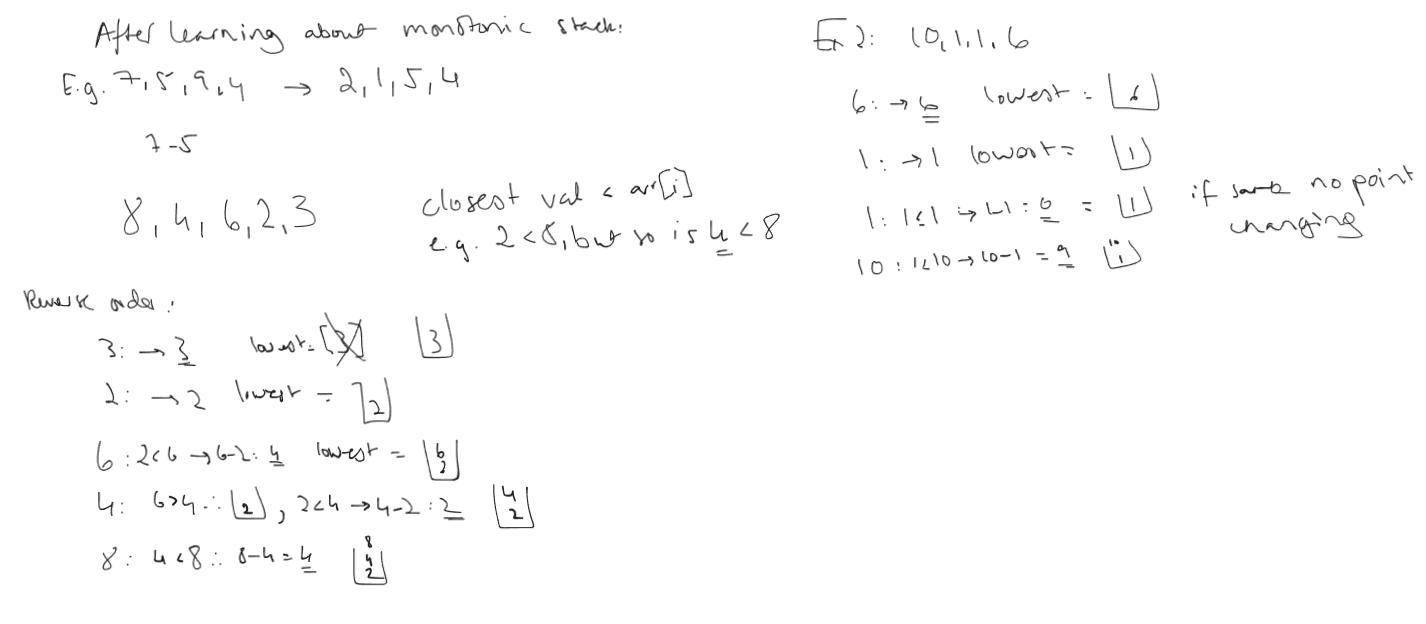 After learning about monotonic stack:
E.g. 7,5,9,4 → 2,1,5,4
7-5
8,4,6,2,3
closest val < arr[i]
e.g. 2<8, but so is 4 < 8
Reverse order:
3: → 3 lowest = [3] 3
2: → 2 lowest = 2
6: 2<6 → 6-2: 4 lowest = 6 2
4: 6>4 ∴ 2, 2<4 → 4-2: 2 4 2
8: 4<8 ∴ 8-4=4 8 4 2
Ex 2: 10,1,1,6
6: → 6 lowest = 6
1: → 1 lowest = 1
1: 1≤1 → 1-1: 0 = 1 if same no point
changing
10: 1≤10 → 10-1 = 9 10 1